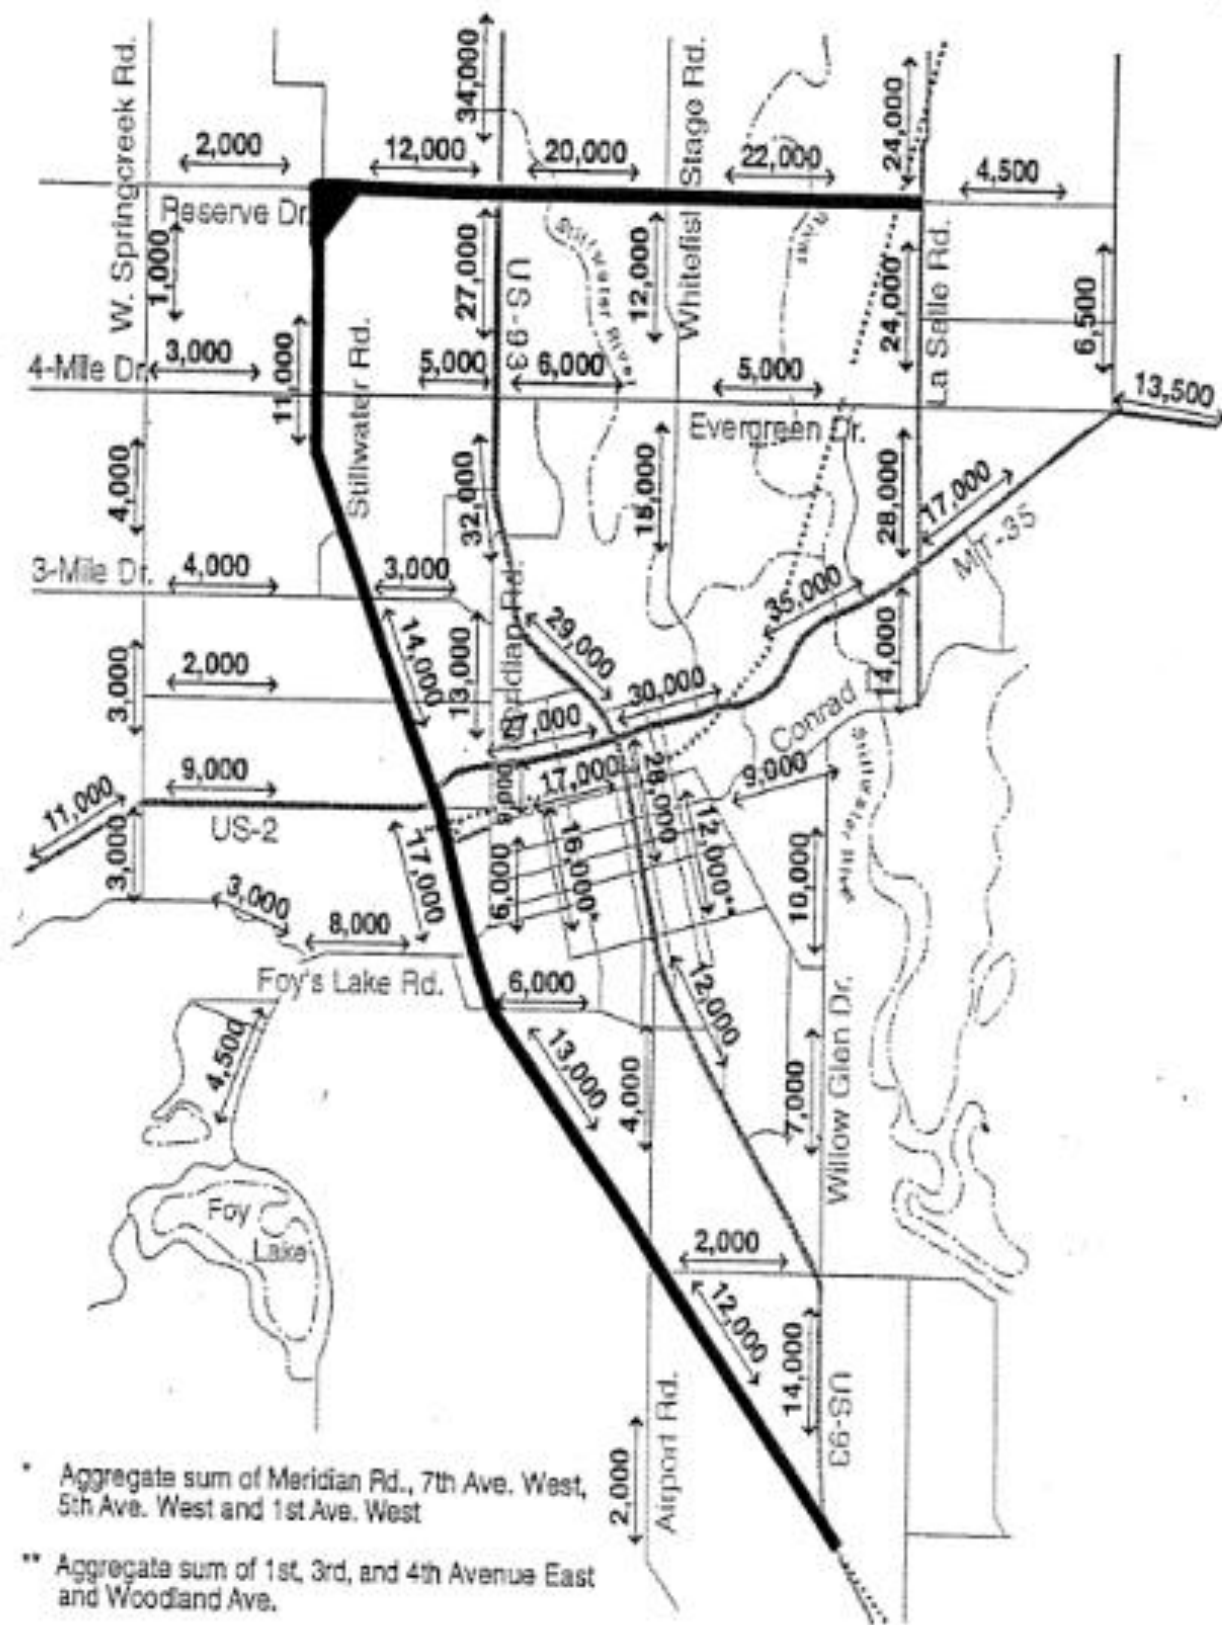 34,000
W. Springcreek Rd.
2,000
12,000
20,000
Stage Rd.
22,000
24,000
4,500
Reserve Dr.
1,000
27,000
US-93
12,000
24,000
La Salle Rd.
6,500
4-Mile Dr.
3,000
11,000
Stillwater Rd.
5,000
6,000
5,000
13,500
Evergreen Dr.
4,000
32,000
15,000
28,000
17,000
MT-35
3-Mile Dr.
4,000
3,000
35,000
29,000
14,000
13,000
14,000
3,000
2,000
30,000
27,000
Conrad
9,000
17,000
28,000
9,000
11,000
US-2
3,000
17,000
6,000
16,000*
12,000**
10,000
3,000
8,000
Foy's Lake Rd.
6,000
12,000
Willow Glen Dr.
4,500
13,000
4,000
7,000
Foy
Lake
2,000
12,000
14,000
US-93
Airport Rd.
2,000
* Aggregate sum of Meridian Rd., 7th Ave. West,
5th Ave. West and 1st Ave. West
** Aggregate sum of 1st, 3rd, and 4th Avenue East
and Woodland Ave.